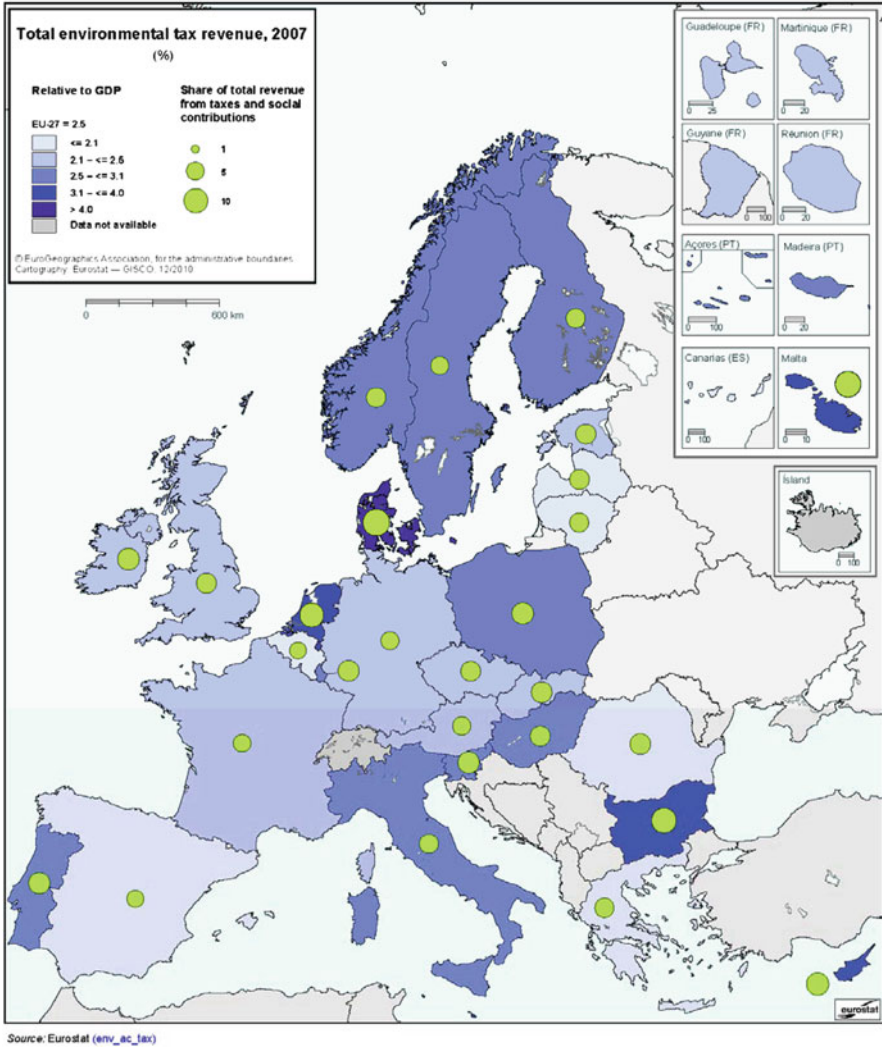 Total environmental tax revenue, 2007
(%)
Relative to GDP
EU-27 = 2.5
<= 2.1
2.1 – <= 2.5
2.5 – <= 3.1
3.1 – <= 4.0
> 4.0
Data not available
Share of total revenue
from taxes and social
contributions
1
5
10
© EuroGeographics Association, for the administrative boundaries
Cartography: Eurostat — GISCO, 12/2010
0 600 km
Guadeloupe (FR)
0 25
Martinique (FR)
0 20
Guyane (FR)
0 100
Réunion (FR)
0 20
Açores (PT)
0 100
Madeira (PT)
0 20
Canarias (ES)
0 100
Malta
0 10
Ísland
0 100
eurostat
Source: Eurostat (env_ac_tax)